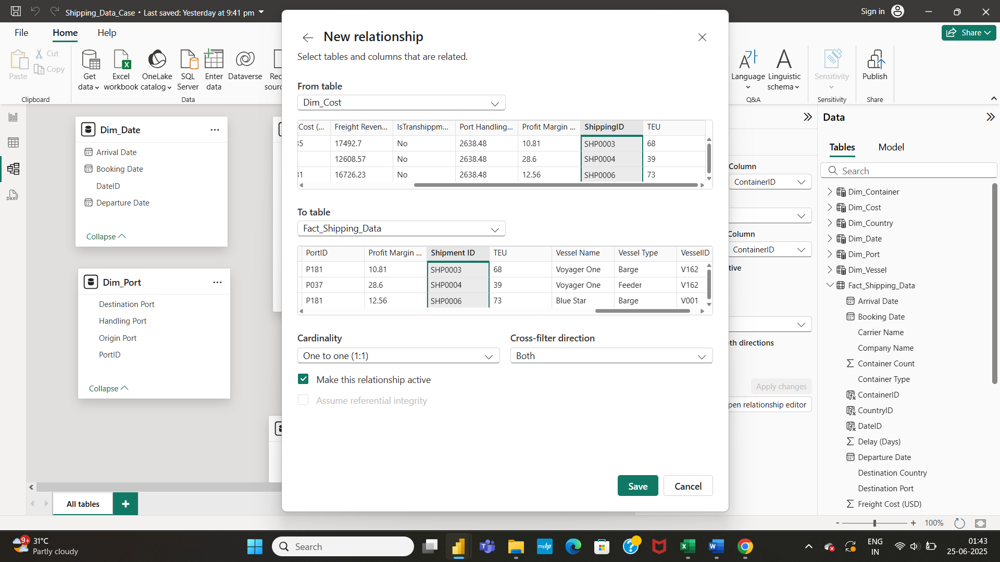 Shipping_Data_Case • Last saved: Yesterday at 9:41 pm
Sign in
File
Home
Help
Share
Paste
Cut
Copy
Clipboard
Get data
Excel workbook
OneLake catalog
SQL Server
Enter data
Dataverse
Data
Language
Linguistic schema
Q&A
Sensitivity
Sensitivity
Publish
Share
Dim_Date
Arrival Date
Booking Date
DateID
Departure Date
Collapse
Dim_Port
Destination Port
Handling Port
Origin Port
PortID
Collapse
New relationship
Select tables and columns that are related.
From table
Dim_Cost
Cost (... Freight Reven... IsTranshippm... Port Handling... Profit Margin ... ShippingID TEU
35 17492.7 No 2638.48 10.81 SHP0003 68
12608.57 No 2638.48 28.6 SHP0004 39
31 16726.23 No 2638.48 12.56 SHP0006 73
To table
Fact_Shipping_Data
PortID Profit Margin ... Shipment ID TEU Vessel Name Vessel Type VesselID
P181 10.81 SHP0003 68 Voyager One Barge V162
P037 28.6 SHP0004 39 Voyager One Feeder V162
P181 12.56 SHP0006 73 Blue Star Barge V001
Cardinality
Cross-filter direction
One to one (1:1)
Both
Make this relationship active
Assume referential integrity
Save
Cancel
Column
ContainerID
Column
ContainerID
Apply changes
relationship editor
directions
Data
Tables
Model
Search
Dim_Container
Dim_Cost
Dim_Country
Dim_Date
Dim_Port
Dim_Vessel
Fact_Shipping_Data
Arrival Date
Booking Date
Carrier Name
Company Name
Container Count
Container Type
ContainerID
CountryID
DateID
Delay (Days)
Departure Date
Destination Country
Destination Port
Freight Cost (USD)
All tables
+
- + 100%
9+
31°C
Partly cloudy
Search
myhp
ENG
IN
01:43
25-06-2025